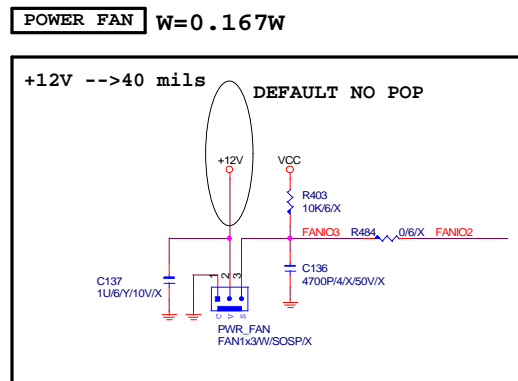 POWER FAN W=0.167W
+12V -->40 mils
DEFAULT NO POP
+12V VCC
R403
10K/6/X
FANIO3 R484 0/6/X FANIO2
C137
1U/6/Y/10V/X
C136
4700P/4/X/50V/X
1 2 3
C V S
PWR_FAN
FAN1x3/W/SOSP/X